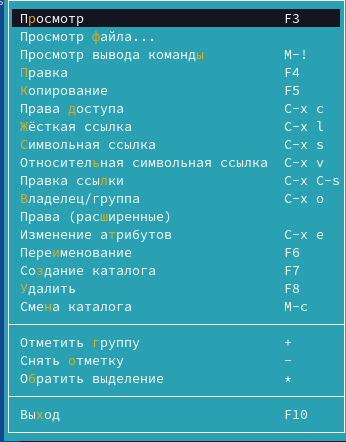 Просмотр F3
Просмотр файла...
Просмотр вывода команды M-!
Правка F4
Копирование F5
Права доступа C-x c
Жёсткая ссылка C-x l
Символьная ссылка C-x s
Относительная символьная ссылка C-x v
Правка ссылки C-x C-s
Владелец/группа C-x o
Права (расширенные)
Изменение атрибутов C-x e
Переименование F6
Создание каталога F7
Удалить F8
Смена каталога M-c
Отметить группу +
Снять отметку -
Обратить выделение *
Выход F10